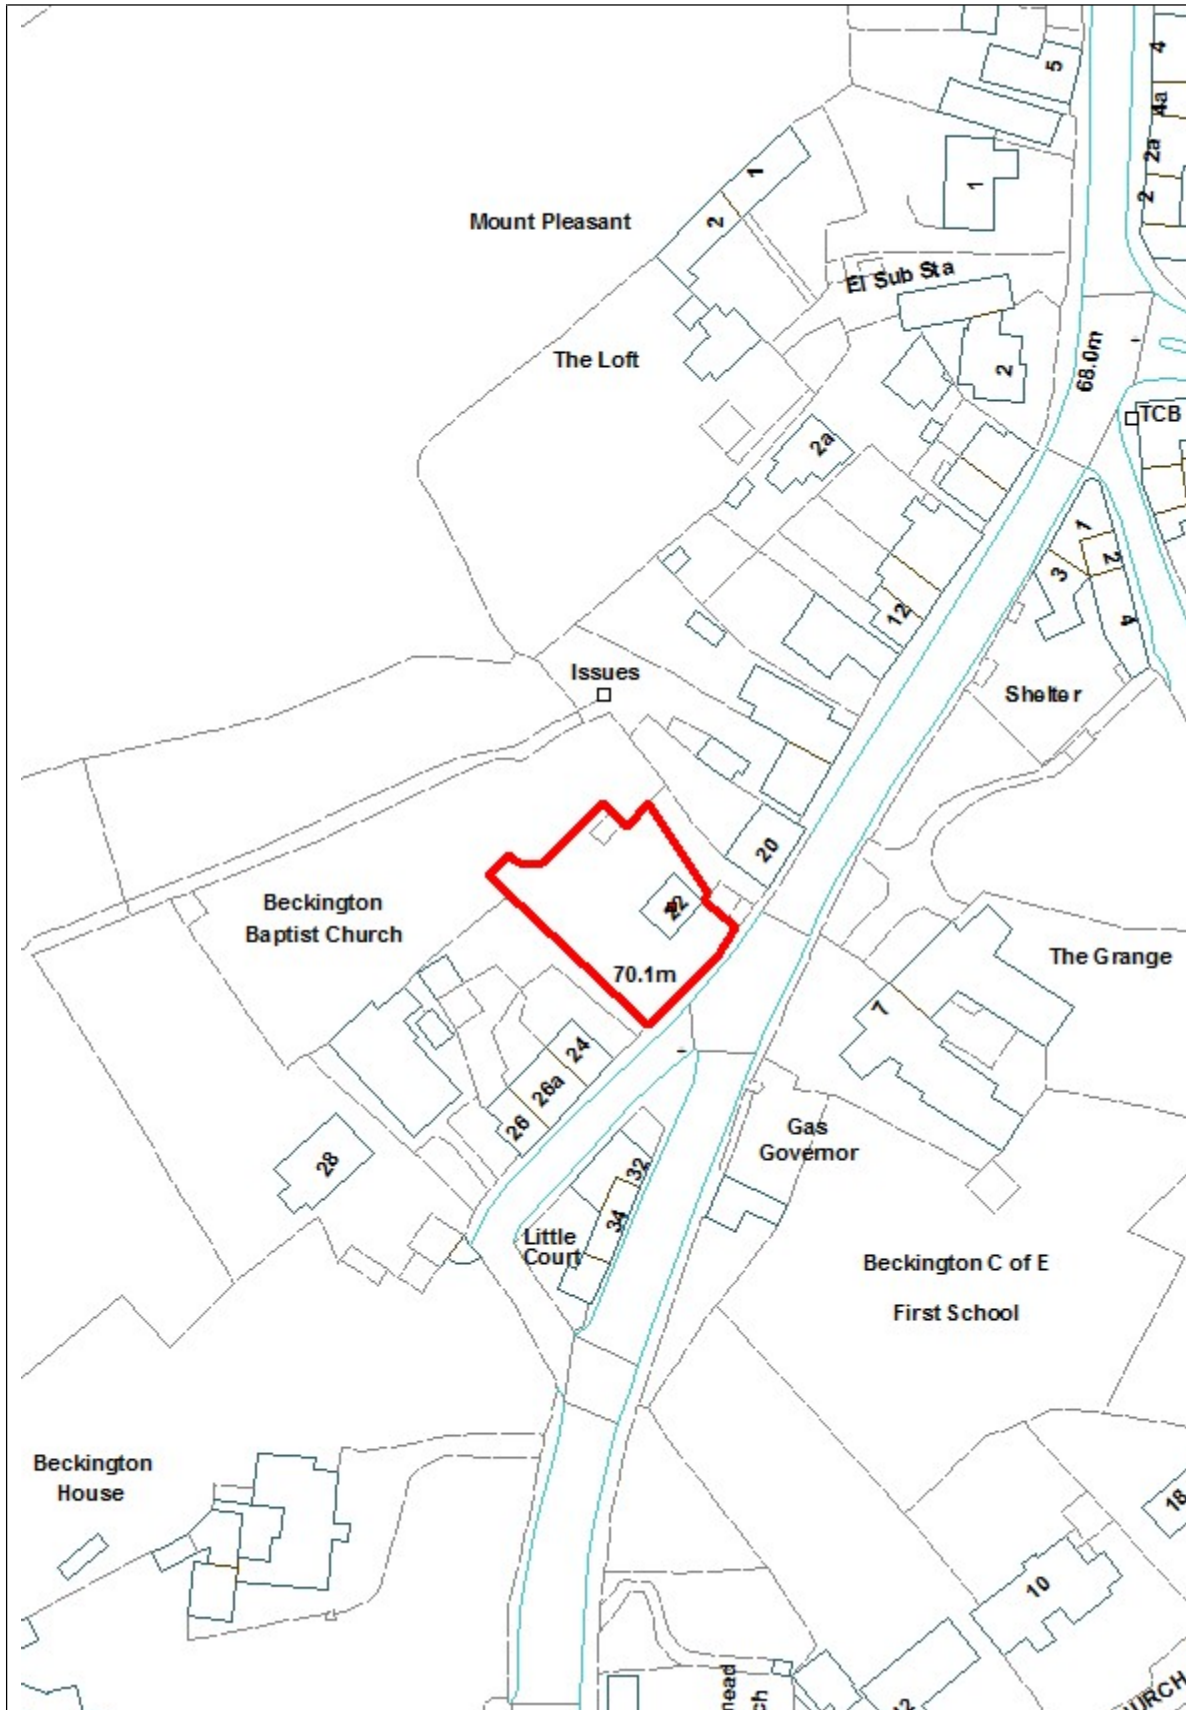 4
5
4a
2a
1
1
2
2
Mount Pleasant
El Sub Sta
The Loft
68.0m
2
TCB
2a
1
2
3
12
4
Issues
Shelter
20
22
Beckington
Baptist Church
The Grange
70.1m
7
24
26a
26
Gas
Governor
28
32
34
Little
Court
Beckington C of E
First School
Beckington
House
18
10